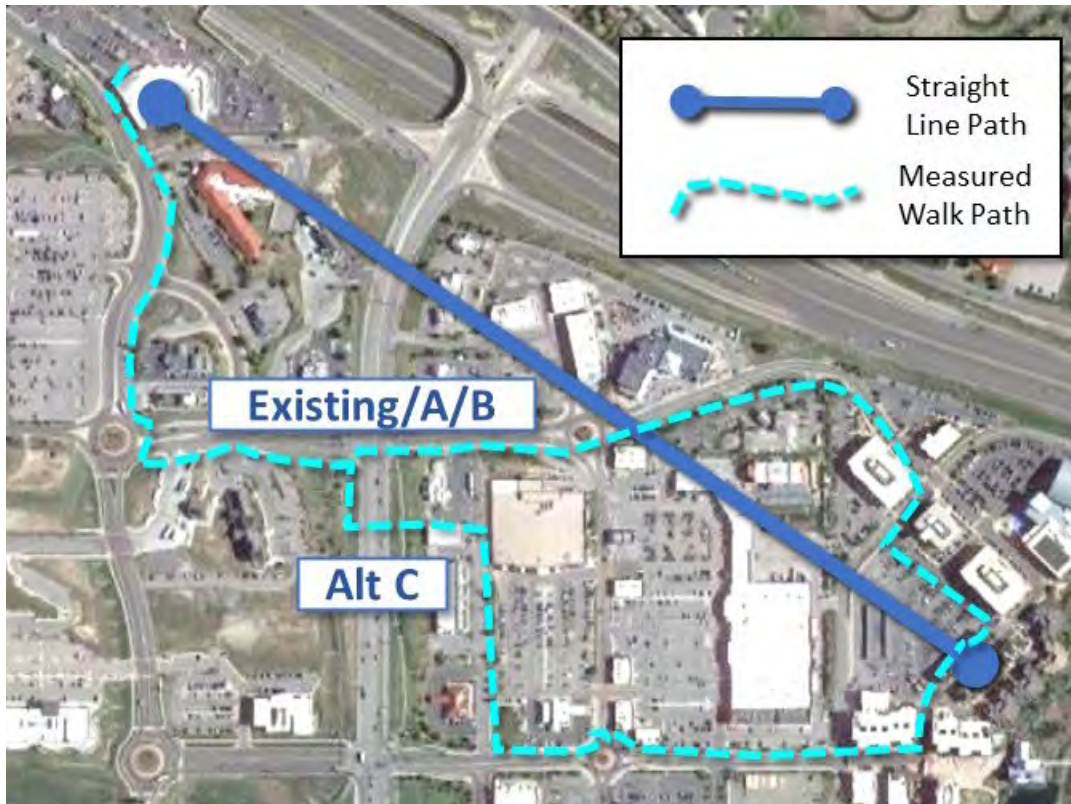 Straight
Line Path
Measured
Walk Path
Existing/A/B
Alt C